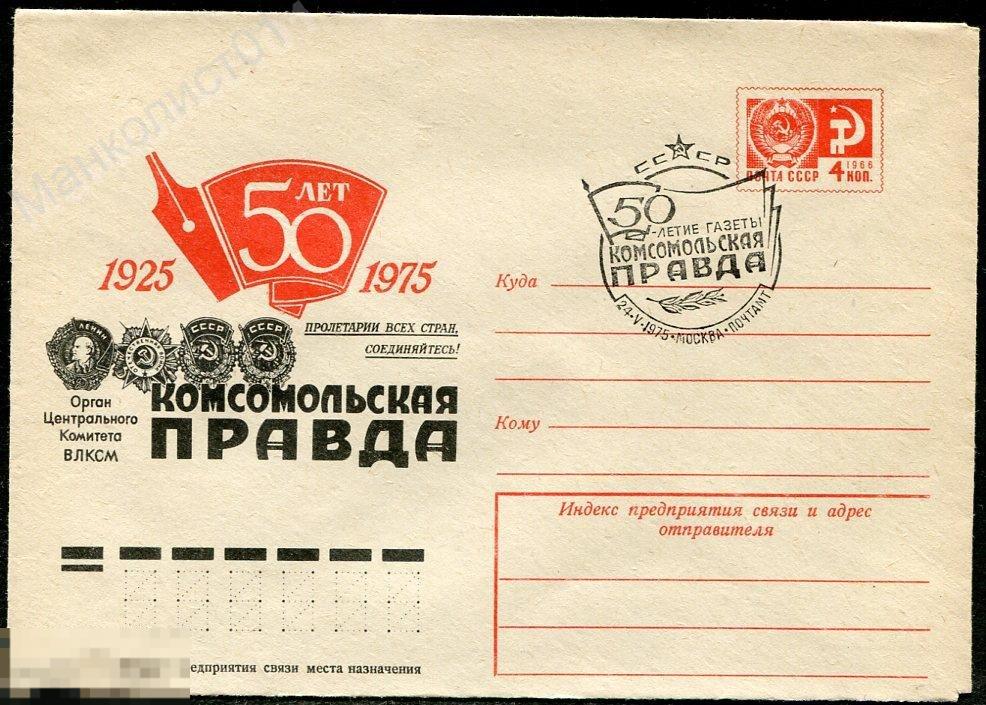 Манколист01
50 ЛЕТ
1925 1975
ПРОЛЕТАРИИ ВСЕХ СТРАН,
СОЕДИНЯЙТЕСЬ!
ЛЕНИН
СССР
СССР
Орган
Центрального
Комитета
ВЛКСМ
КОМСОМОЛЬСКАЯ
ПРАВДА
ПОЧТА СССР
1966
4 КОП.
СССР
50
-ЛЕТИЕ ГАЗЕТЫ
КОМСОМОЛЬСКАЯ
ПРАВДА
24-V-1975•МОСКВА•ПОЧТАМТ
Куда
Кому
Индекс предприятия связи и адрес
отправителя
связи места назначения